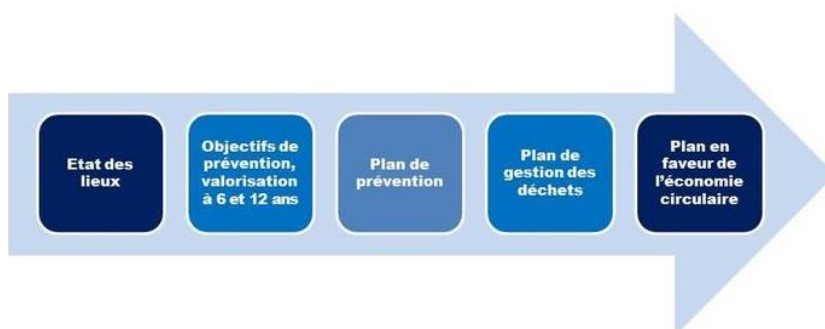 Etat des
lieux
Objectifs de
prévention,
valorisation
à 6 et 12 ans
Plan de
prévention
Plan de
gestion des
déchets
Plan en
faveur de
l'économie
circulaire